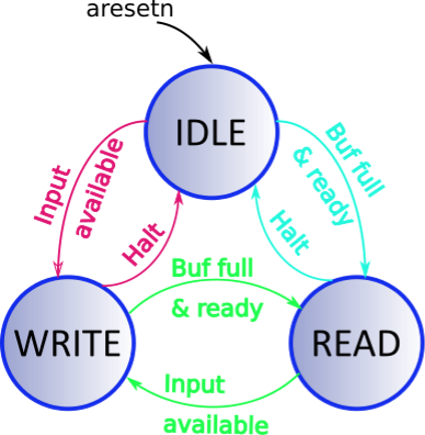 aresetn
IDLE
Input
available
Halt
Buf full
& ready
Halt
WRITE
Buf full
& ready
READ
Input
available